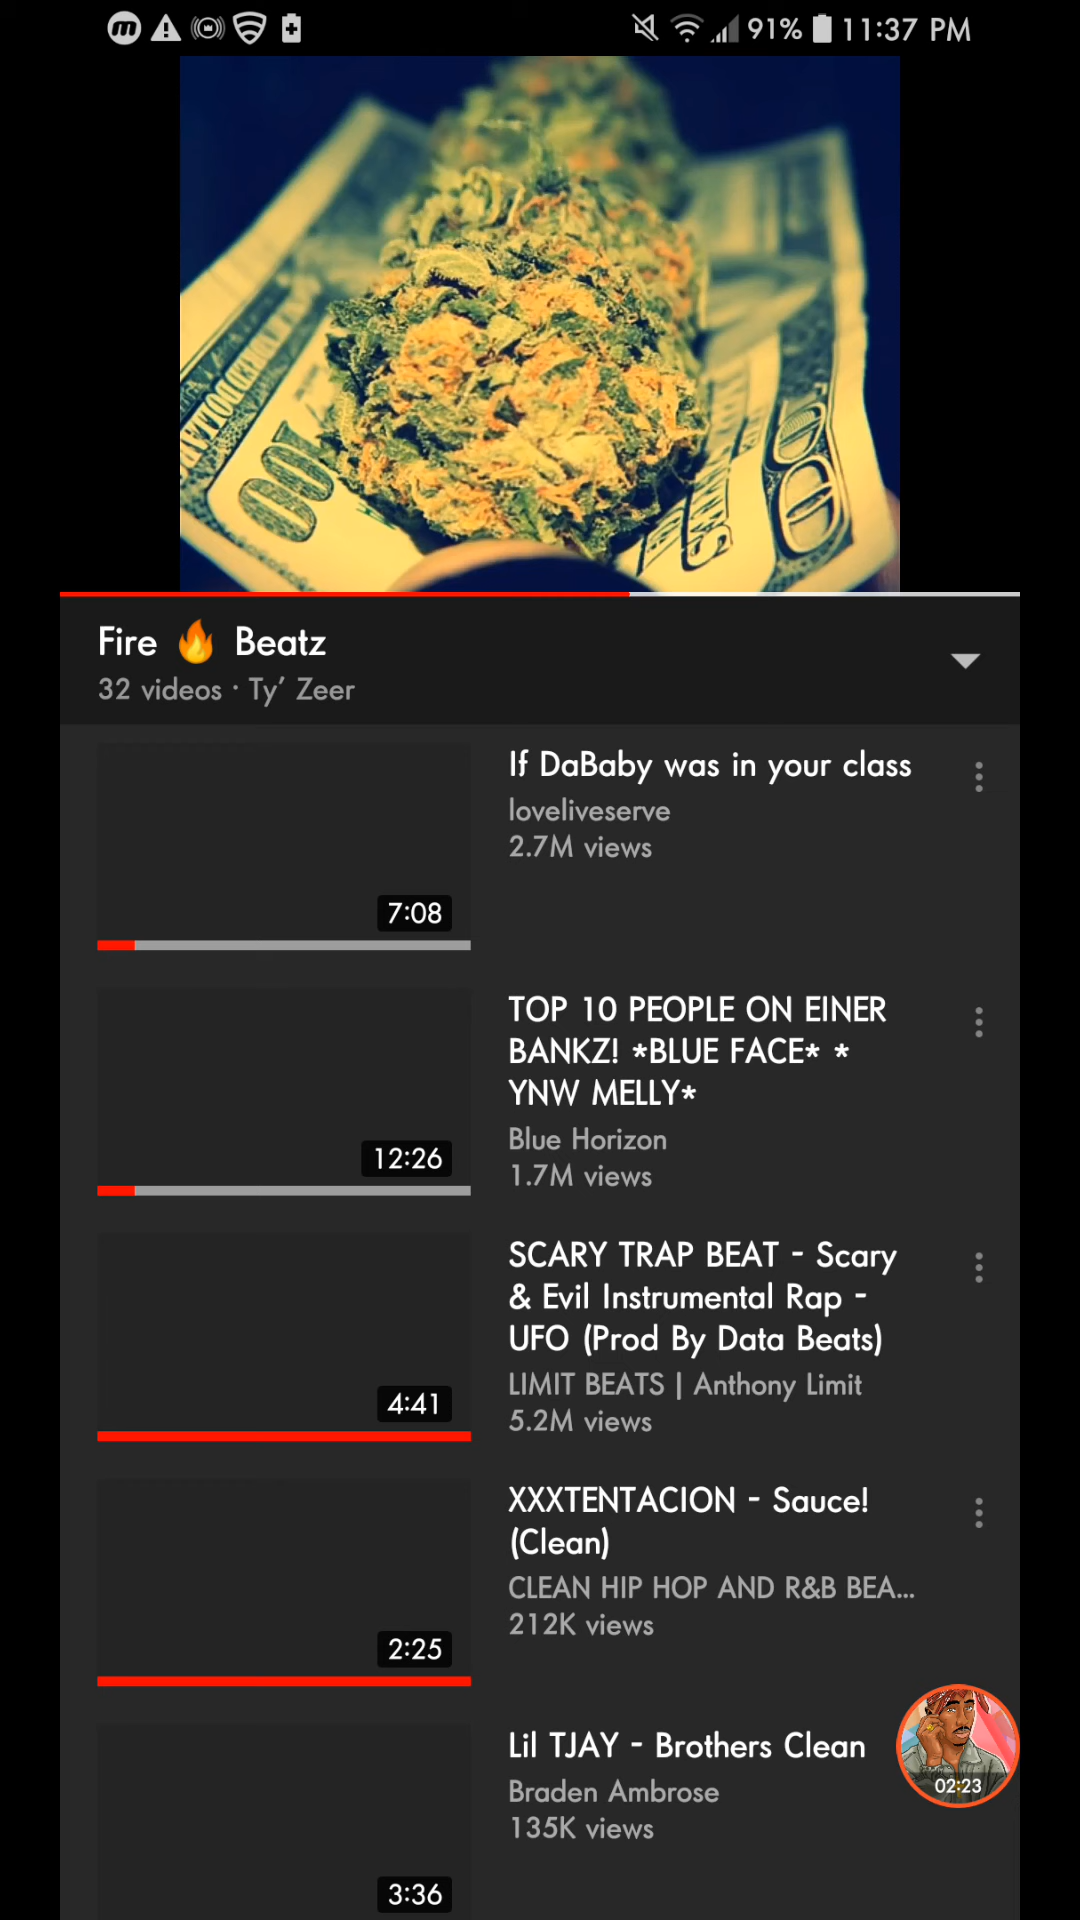 91% 11:37 PM
100
100
Fire 🔥 Beatz
32 videos · Ty’ Zeer
If DaBaby was in your class
loveliveserve
2.7M views
7:08
TOP 10 PEOPLE ON EINER
BANKZ! *BLUE FACE* *
YNW MELLY*
Blue Horizon
1.7M views
12:26
SCARY TRAP BEAT - Scary
& Evil Instrumental Rap -
UFO (Prod By Data Beats)
LIMIT BEATS | Anthony Limit
5.2M views
4:41
XXXTENTACION - Sauce!
(Clean)
CLEAN HIP HOP AND R&B BEA...
212K views
2:25
Lil TJAY - Brothers Clean
Braden Ambrose
135K views
3:36
02:23